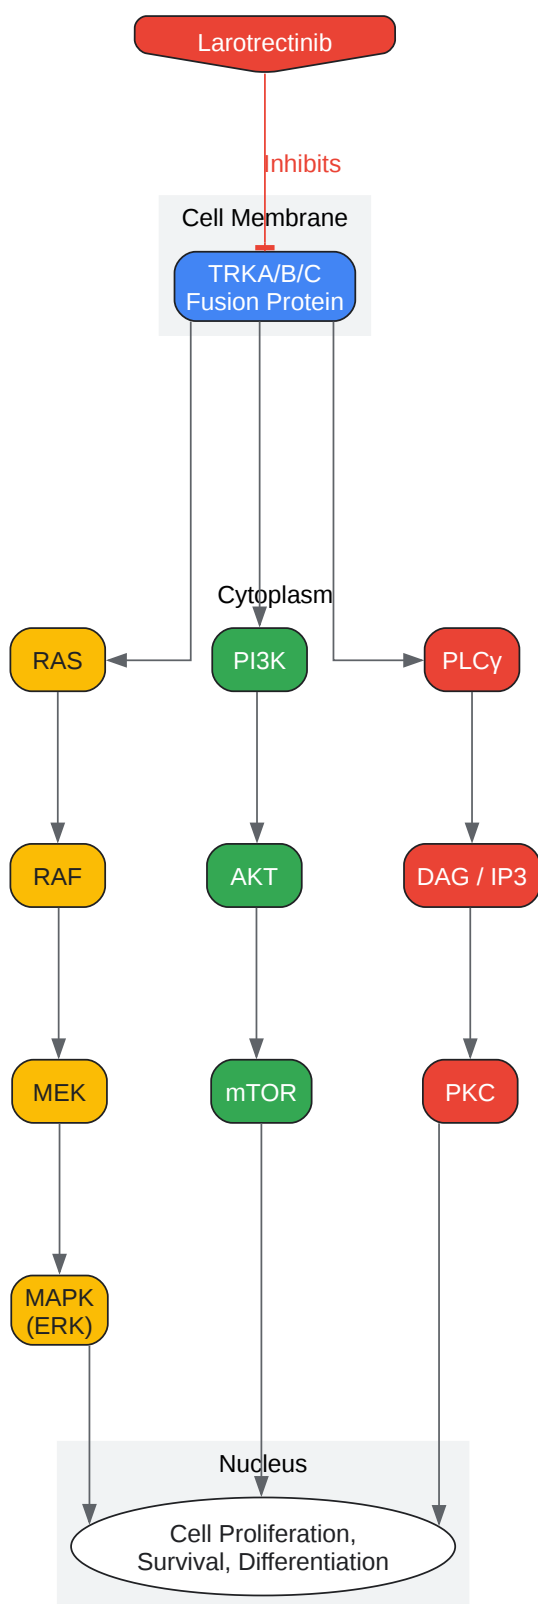 Larotrectinib
Inhibits
Cell Membrane
TRKA/B/C
Fusion Protein
Cytoplasm
RAS
PI3K
PLCγ
RAF
AKT
DAG / IP3
MEK
mTOR
PKC
MAPK
(ERK)
Nucleus
Cell Proliferation,
Survival, Differentiation